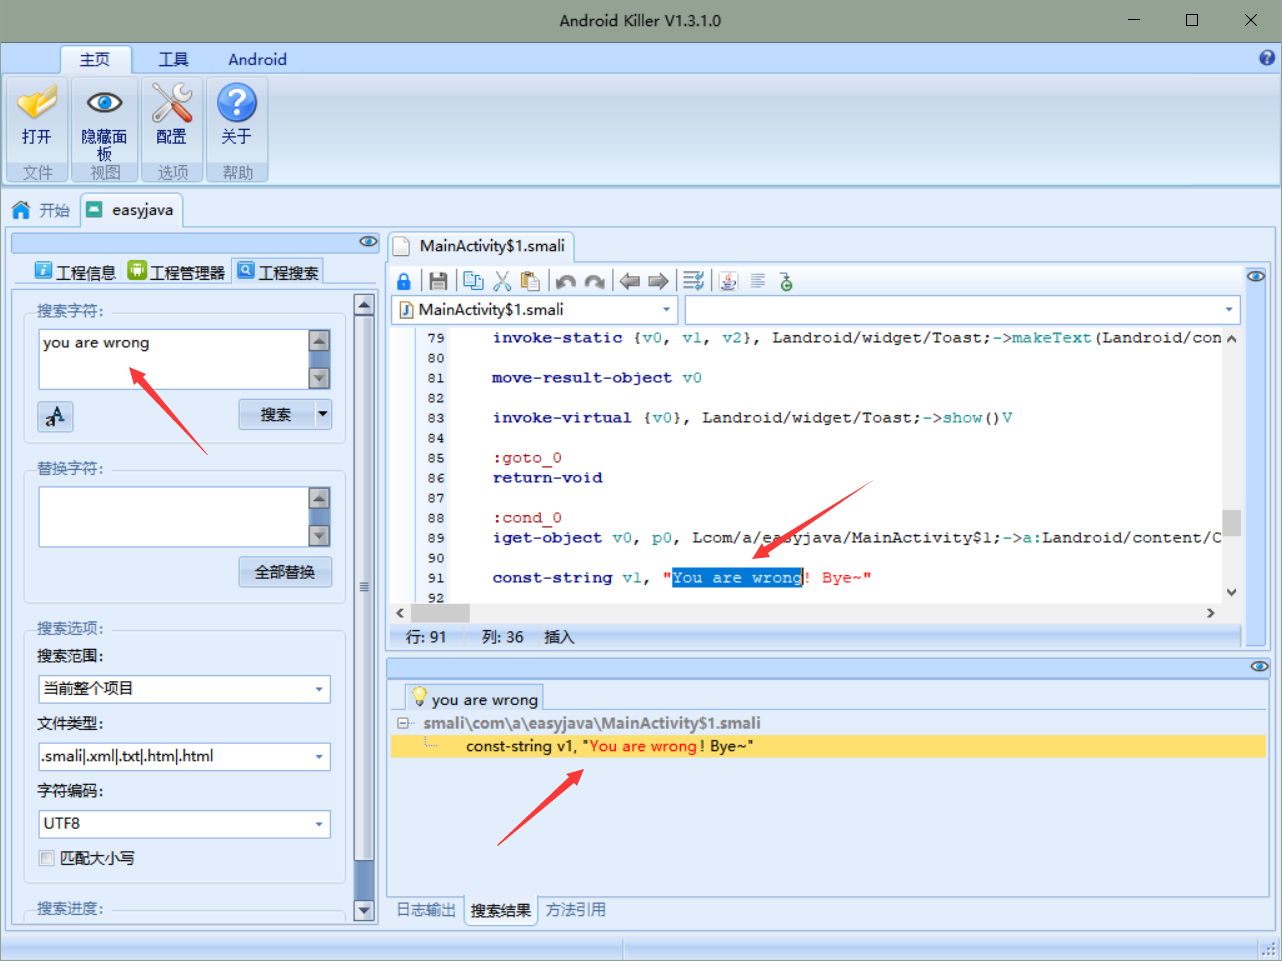 Android Killer V1.3.1.0
主页 工具 Android
打开 隐藏面板 配置 关于
文件 视图 选项 帮助
开始 easyjava
工程信息 工程管理器 工程搜索
搜索字符:
you are wrong
搜索
替换字符:
全部替换
搜索选项:
搜索范围:
当前整个项目
文件类型:
.smali|.xml|.txt|.htm|.html
字符编码:
UTF8
匹配大小写
搜索进度:
MainActivity$1.smali
MainActivity$1.smali
79 invoke-static {v0, v1, v2}, Landroid/widget/Toast;->makeText(Landroid/con
80
81 move-result-object v0
82
83 invoke-virtual {v0}, Landroid/widget/Toast;->show()V
84
85 :goto_0
86 return-void
87
88 :cond_0
89 iget-object v0, p0, Lcom/a/easyjava/MainActivity$1;->a:Landroid/content/C
90
91 const-string v1, "You are wrong! Bye~"
92
行: 91 列: 36 插入
you are wrong
smali\com\a\easyjava\MainActivity$1.smali
const-string v1, "You are wrong! Bye~"
日志输出 搜索结果 方法引用